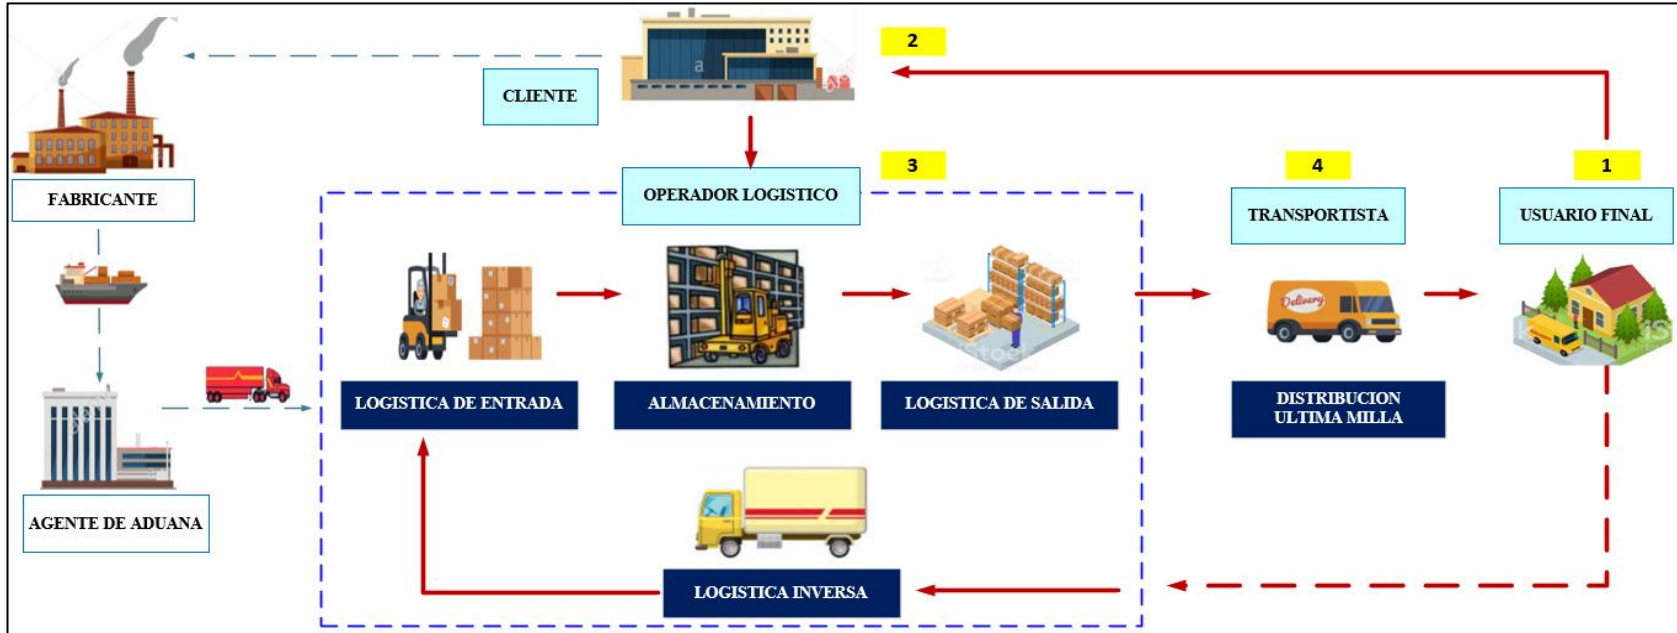 2
CLIENTE
3
4
1
FABRICANTE
OPERADOR LOGISTICO
TRANSPORTISTA
USUARIO FINAL
Delivery
LOGISTICA DE ENTRADA
ALMACENAMIENTO
LOGISTICA DE SALIDA
DISTRIBUCION
ULTIMA MILLA
AGENTE DE ADUANA
LOGISTICA INVERSA